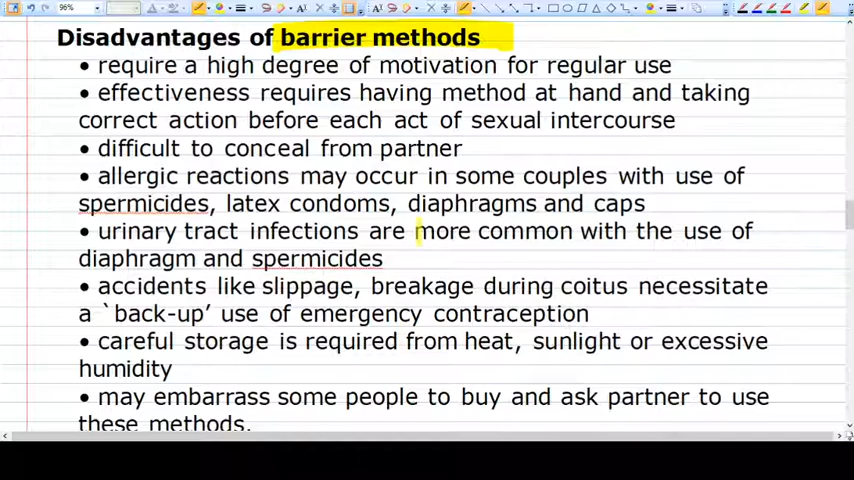 96%
Disadvantages of barrier methods
• require a high degree of motivation for regular use
• effectiveness requires having method at hand and taking
correct action before each act of sexual intercourse
• difficult to conceal from partner
• allergic reactions may occur in some couples with use of
spermicides, latex condoms, diaphragms and caps
• urinary tract infections are more common with the use of
diaphragm and spermicides
• accidents like slippage, breakage during coitus necessitate
a `back-up’ use of emergency contraception
• careful storage is required from heat, sunlight or excessive
humidity
• may embarrass some people to buy and ask partner to use
these methods.